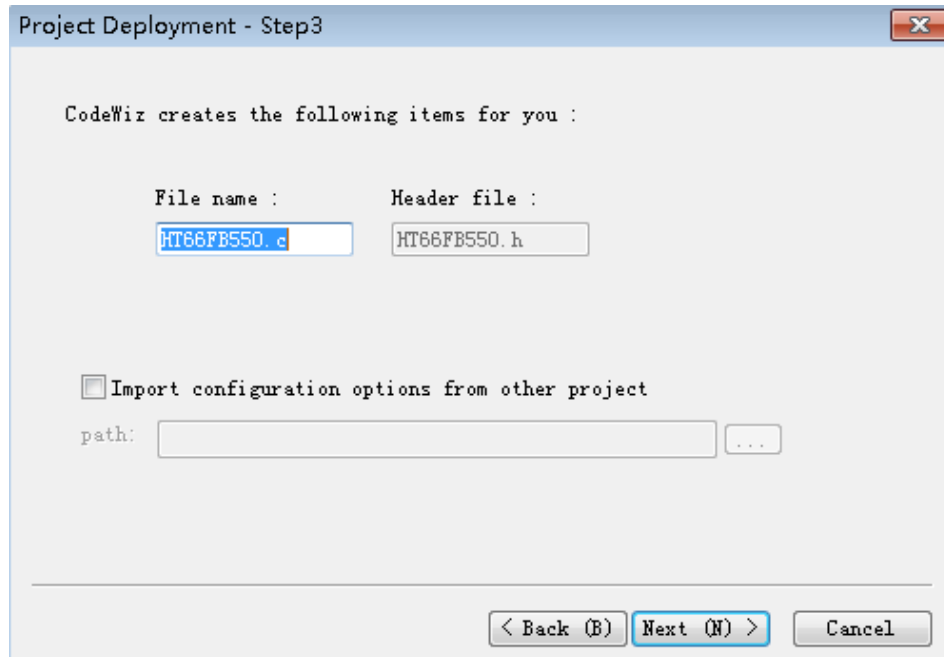 Project Deployment - Step3
CodeWiz creates the following items for you :
File name :
Header file :
HT66FB550.c
HT66FB550.h
Import configuration options from other project
path:
...
< Back (B)
Next (N) >
Cancel